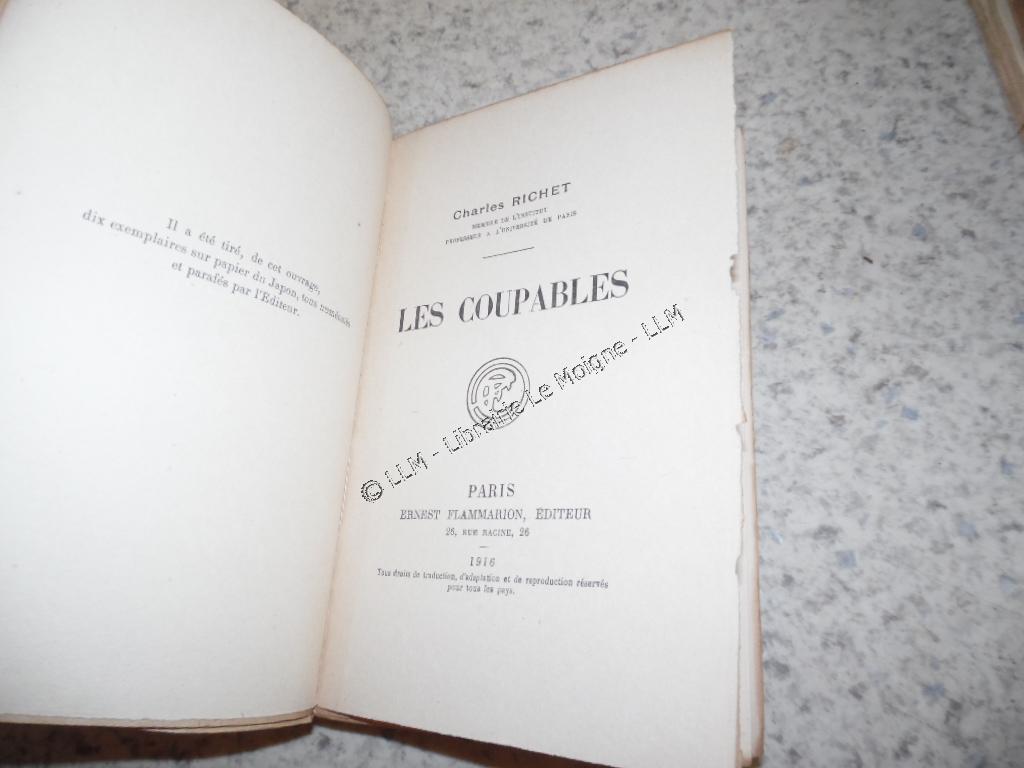 Il a été tiré, de cet ouvrage,
dix exemplaires sur papier du Japon, tous numérotés
et parafés par l'Éditeur.
Charles RICHET
MEMBRE DE L'INSTITUT
PROFESSEUR A L'UNIVERSITÉ DE PARIS
LES COUPABLES
© LLM - Librairie Le Moigne - LLM
PARIS
ERNEST FLAMMARION, ÉDITEUR
26, RUE RACINE, 26
1916
Tous droits de traduction, d'adaptation et de reproduction réservés
pour tous les pays.